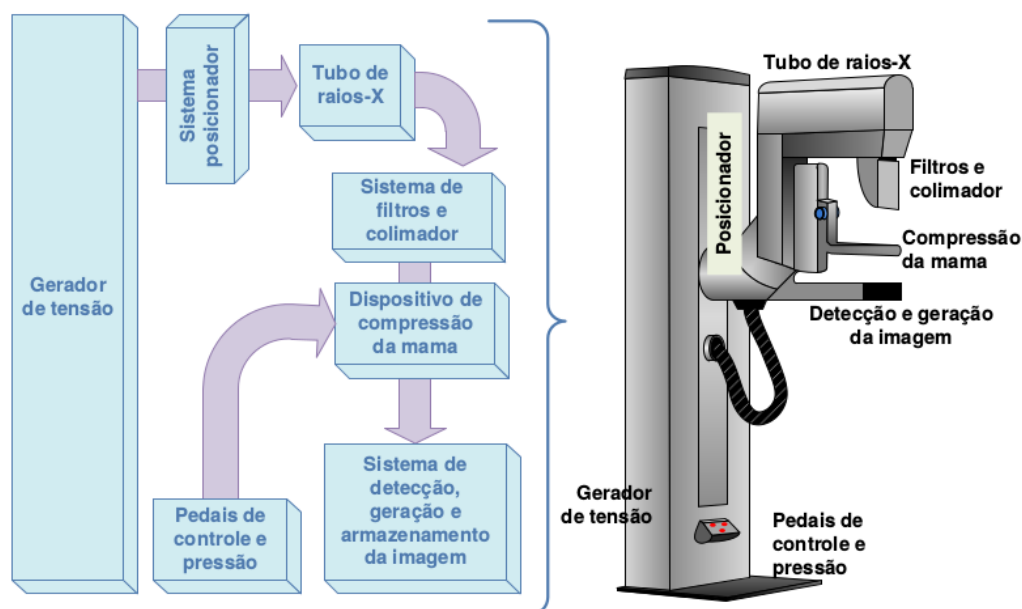 Gerador
de tensão
Sistema
posicionador
Tubo de
raios-X
Sistema de
filtros e
colimador
Dispositivo de
compressão
da mama
Pedais de
controle e
pressão
Sistema de
detecção,
geração e
armazenamento
da imagem
Tubo de raios-X
Posicionador
Filtros e
colimador
Compressão
da mama
Detecção e geração
da imagem
Gerador
de tensão
Pedais de
controle e
pressão